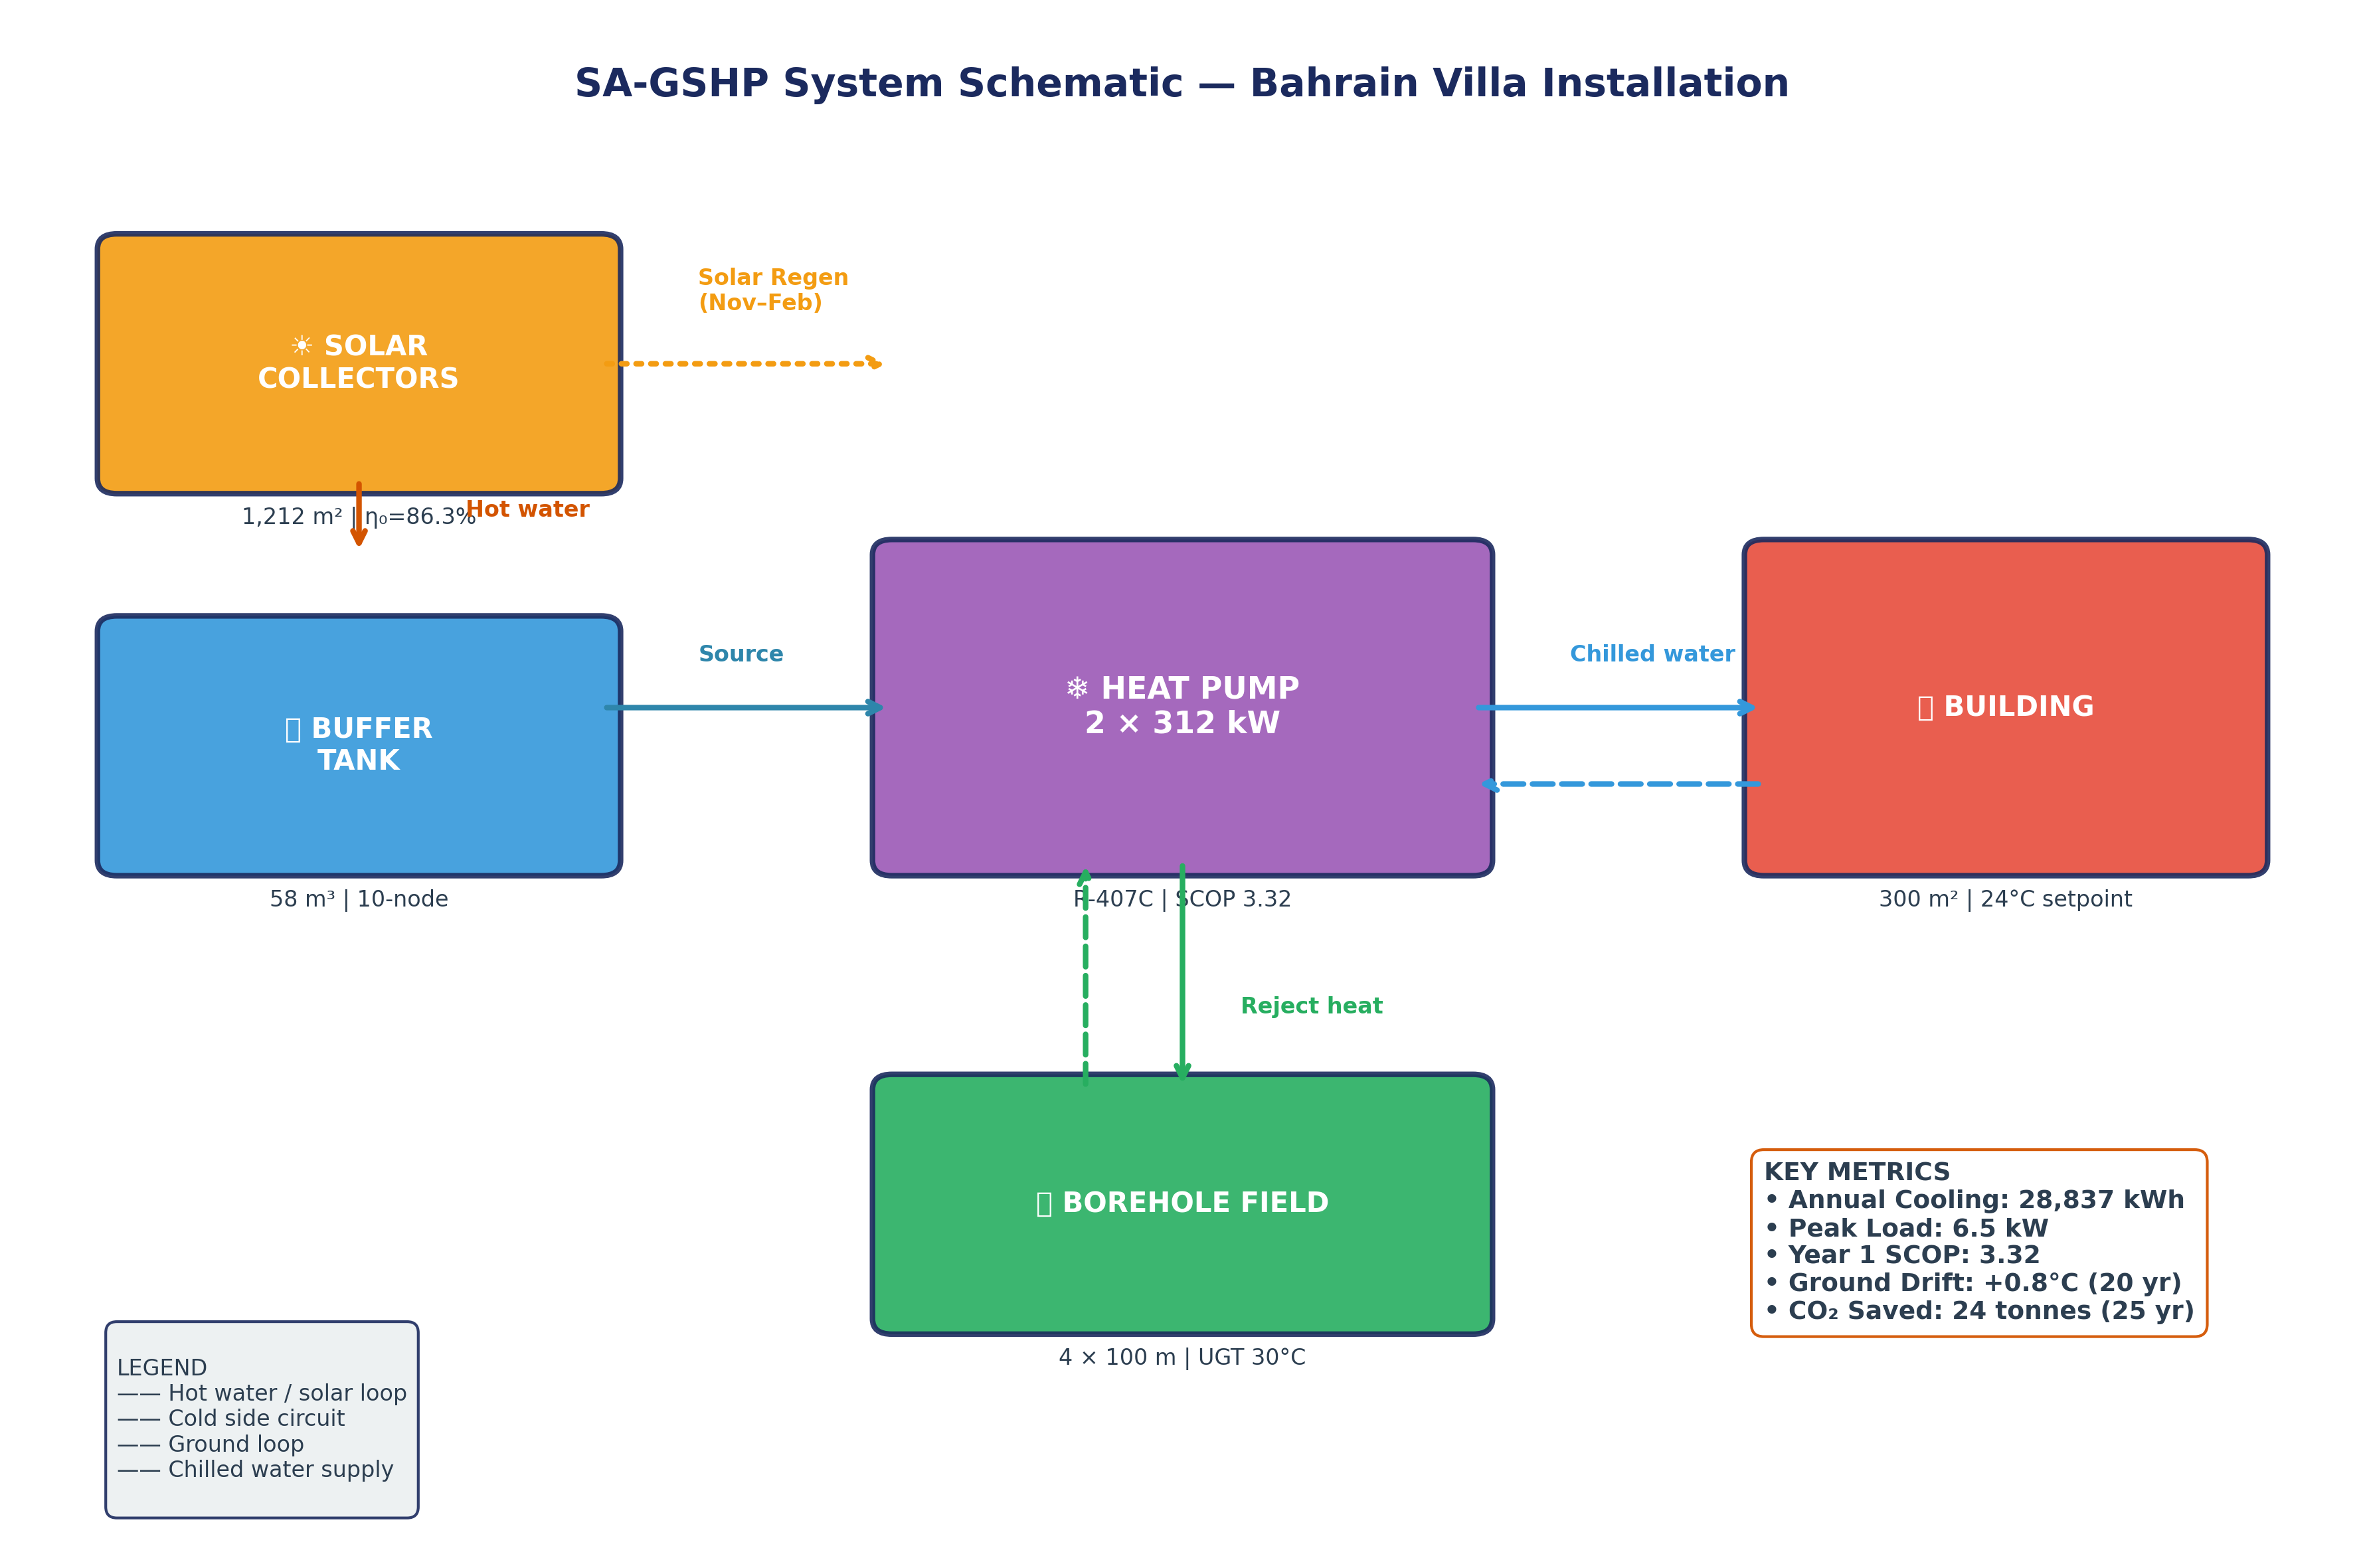 SA-GSHP System Schematic — Bahrain Villa Installation
Solar Regen
(Nov–Feb)
☀ SOLAR
COLLECTORS
1,212 m² | η₀=86.3%
Hot water
Source
Chilled water
❄ HEAT PUMP
2 × 312 kW
▯ BUILDING
▯ BUFFER
TANK
58 m³ | 10-node
R-407C | SCOP 3.32
300 m² | 24°C setpoint
Reject heat
▯ BOREHOLE FIELD
4 × 100 m | UGT 30°C
KEY METRICS
• Annual Cooling: 28,837 kWh
• Peak Load: 6.5 kW
• Year 1 SCOP: 3.32
• Ground Drift: +0.8°C (20 yr)
• CO₂ Saved: 24 tonnes (25 yr)
LEGEND
—— Hot water / solar loop
—— Cold side circuit
—— Ground loop
—— Chilled water supply